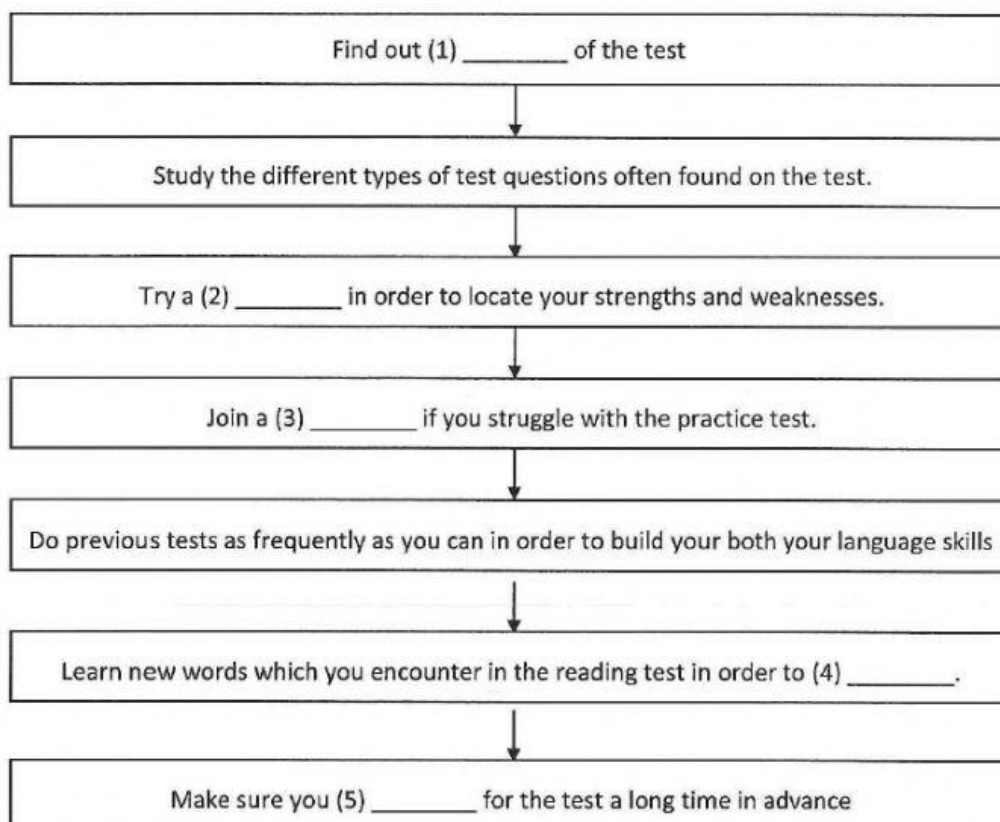 Find out (1) ________ of the test
Study the different types of test questions often found on the test.
Try a (2) ________ in order to locate your strengths and weaknesses.
Join a (3) ________ if you struggle with the practice test.
Do previous tests as frequently as you can in order to build your both your language skills
Learn new words which you encounter in the reading test in order to (4) ________.
Make sure you (5) ________ for the test a long time in advance